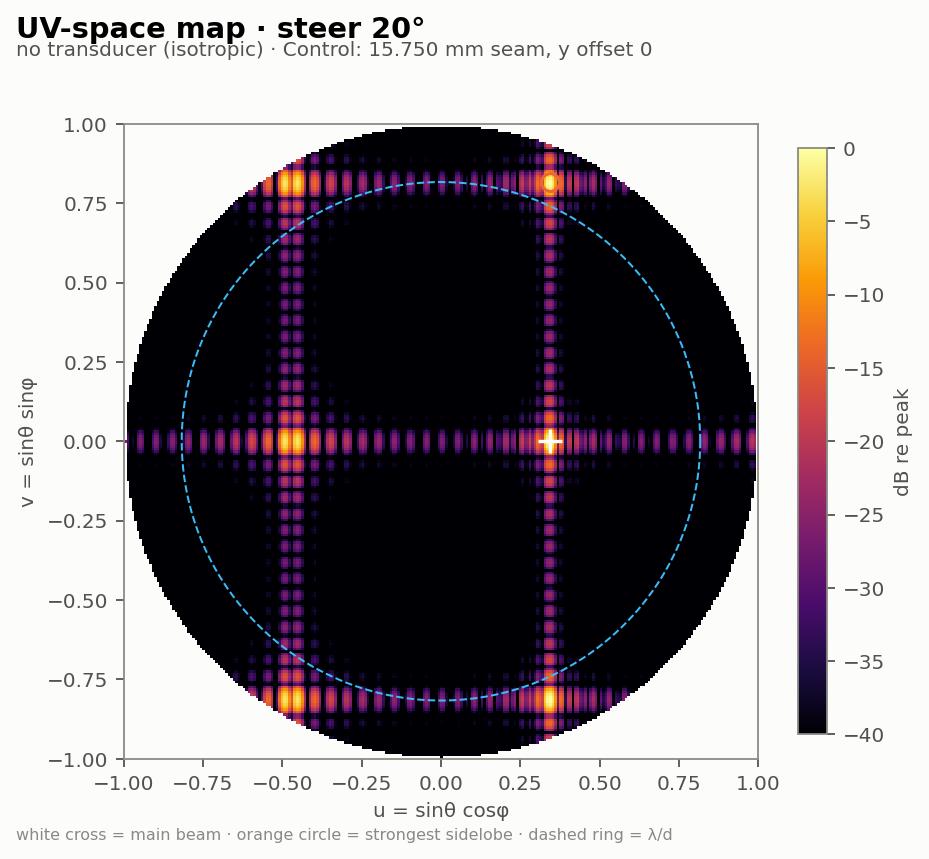 UV-space map · steer 20°
no transducer (isotropic) · Control: 15.750 mm seam, y offset 0
1.00
0.75
0.50
0.25
0.00
−0.25
−0.50
−0.75
−1.00
v = sinθ sinφ
−1.00 −0.75 −0.50 −0.25 0.00 0.25 0.50 0.75 1.00
u = sinθ cosφ
0
−5
−10
−15
−20
−25
−30
−35
−40
dB re peak
white cross = main beam · orange circle = strongest sidelobe · dashed ring = λ/d